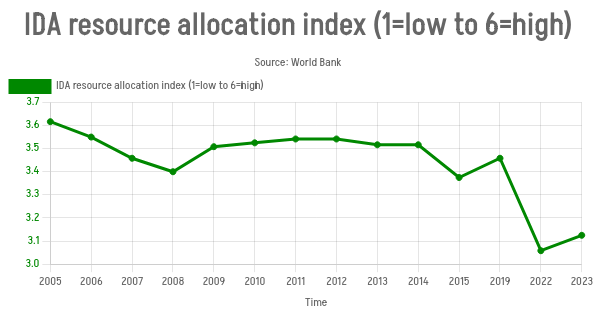 IDA resource allocation index (1=low to 6=high)
Source: World Bank
IDA resource allocation index (1=low to 6=high)
3.7
3.6
3.5
3.4
3.3
3.2
3.1
3.0
2005 2006 2007 2008 2009 2010 2011 2012 2013 2014 2015 2019 2022 2023
Time